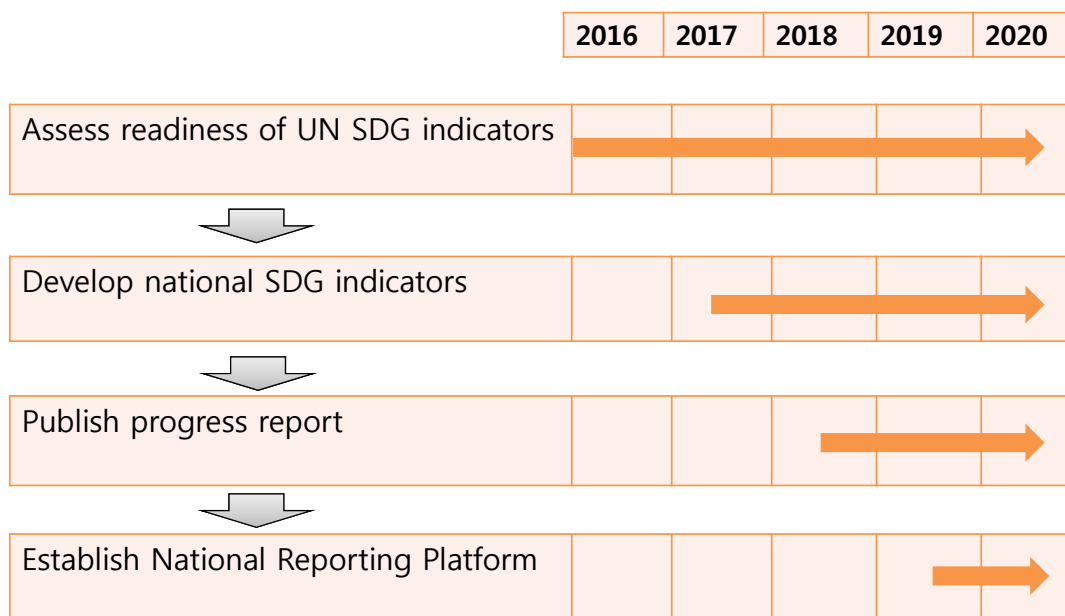 2016 2017 2018 2019 2020
Assess readiness of UN SDG indicators
Develop national SDG indicators
Publish progress report
Establish National Reporting Platform